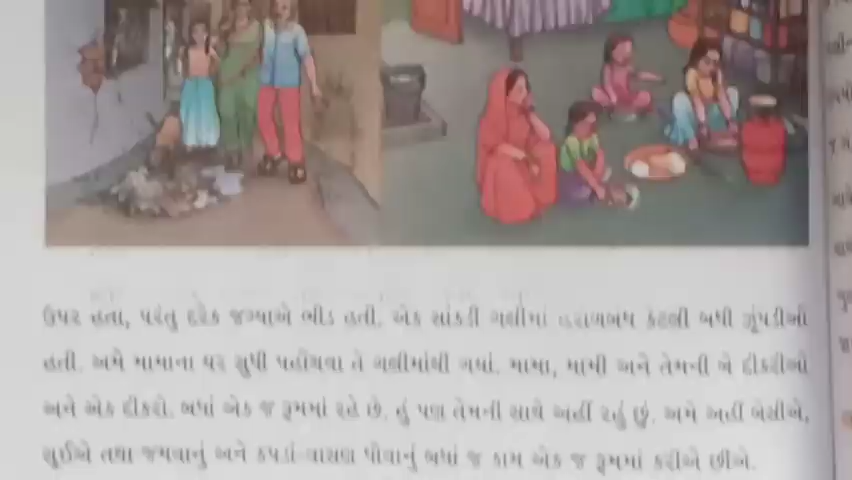 ઉપર હતા, પરંતુ દરેક જગ્યાએ ભીડ હતી. એક સાંકડી ગલીમાં હારબંધ કેટલી બધી ઝૂંપડીઓ
હતી. અમે મામાના ઘર સુધી પહોંચવા તે ગલીમાંથી ગયાં. મામા, મામી અને તેમની બે દીકરીઓ
અને એક દીકરો. બધાં એક જ રૂમમાં રહે છે. હું પણ તેમની સાથે અહીં રહું છું. અમે અહીં બેસીએ,
સુઈએ તથા જમવાનું અને કપડાં-વાસણ ધોવાનું બધાં જ કામ એક જ રૂમમાં કરીએ છીએ.